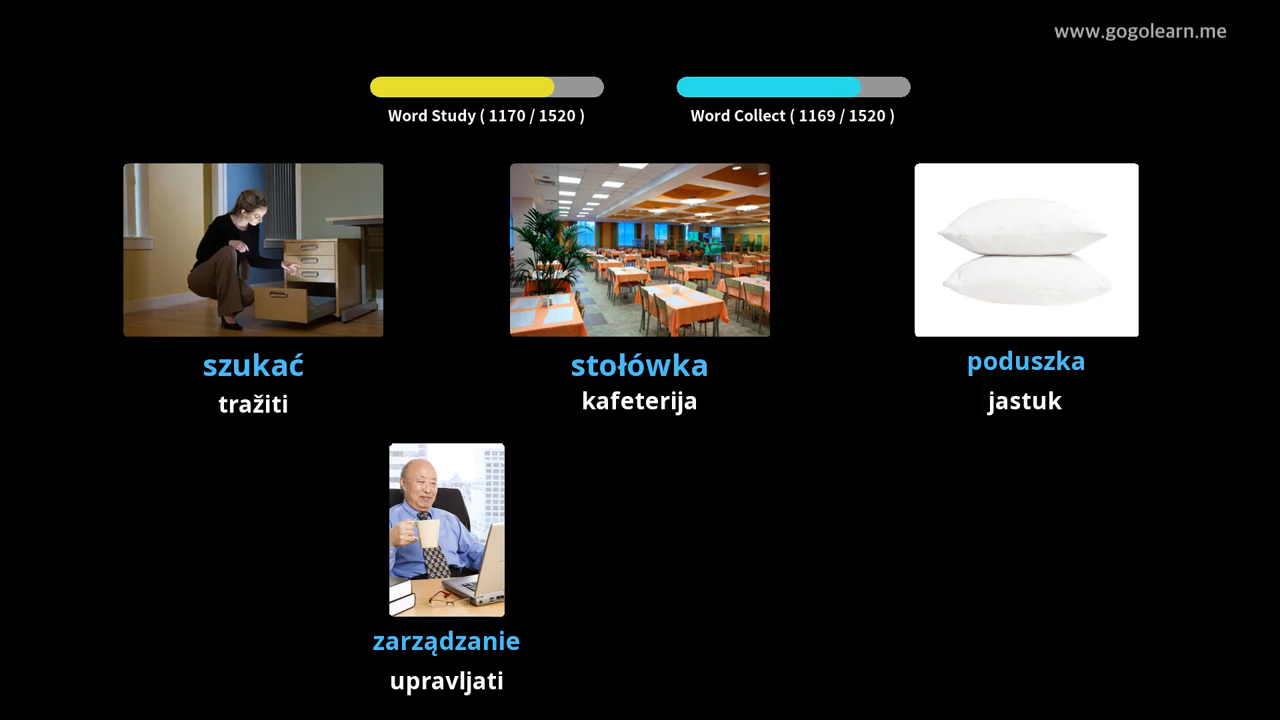 www.gogolearn.me
Word Study ( 1170 / 1520 )
Word Collect ( 1169 / 1520 )
szukać
tražiti
stołówka
kafeterija
poduszka
jastuk
zarządzanie
upravljati